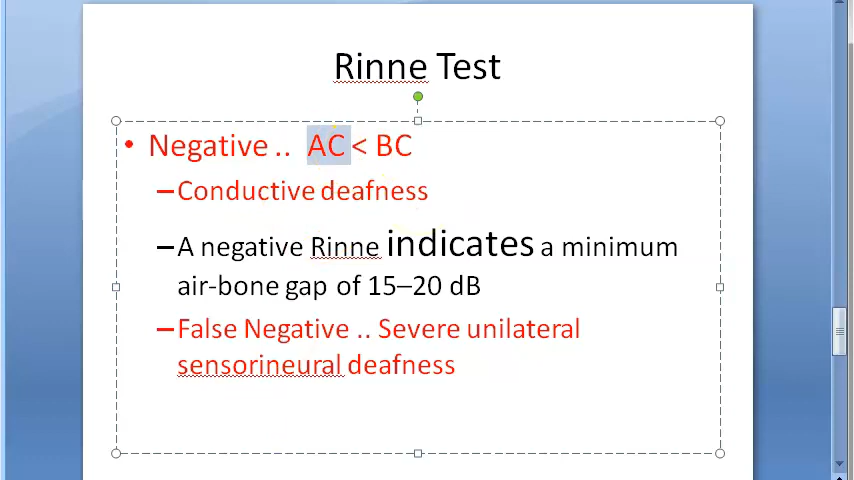 Rinne Test
• Negative .. AC < BC
–Conductive deafness
–A negative Rinne indicates a minimum
air-bone gap of 15–20 dB
–False Negative .. Severe unilateral
sensorineural deafness